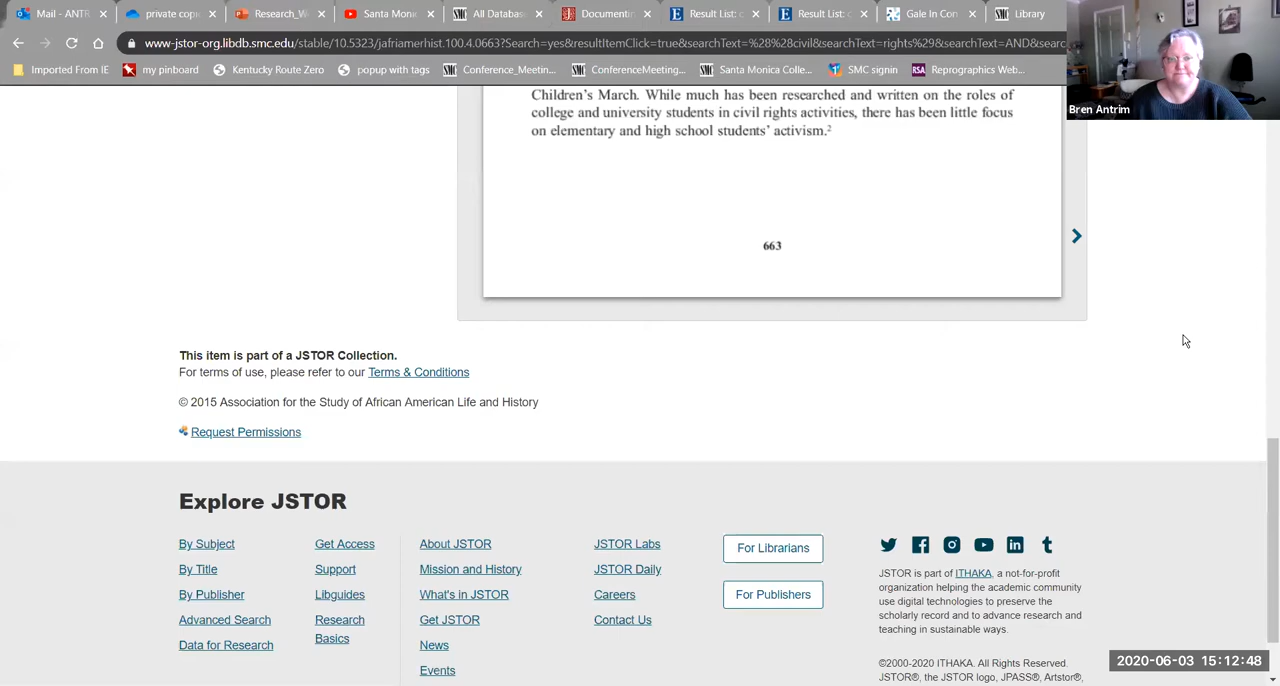 Mail - ANTR
private copie
Research_W
Santa Moni
All Databas
Documentin
Result List: c
Result List: c
Gale In Con
Library
www-jstor-org.libdb.smc.edu/stable/10.5323/jafriamerhist.100.4.0663?Search=yes&resultItemClick=true&searchText=%28%28civil&searchText=rights%29&searchText=AND&searc
Imported From IE
my pinboard
Kentucky Route Zero
popup with tags
Conference_Meetin...
ConferenceMeeting...
Santa Monica Colle...
SMC signin
RSA
Reprographics Web...
Bren Antrim
Children's March. While much has been researched and written on the roles of
college and university students in civil rights activities, there has been little focus
on elementary and high school students' activism.2
663
This item is part of a JSTOR Collection.
For terms of use, please refer to our Terms & Conditions
© 2015 Association for the Study of African American Life and History
Request Permissions
Explore JSTOR
By Subject
By Title
By Publisher
Advanced Search
Data for Research
Get Access
Support
Libguides
Research
Basics
About JSTOR
Mission and History
What's in JSTOR
Get JSTOR
News
Events
JSTOR Labs
JSTOR Daily
Careers
Contact Us
For Librarians
For Publishers
JSTOR is part of ITHAKA, a not-for-profit
organization helping the academic community
use digital technologies to preserve the
scholarly record and to advance research and
teaching in sustainable ways.
©2000-2020 ITHAKA. All Rights Reserved.
JSTOR®, the JSTOR logo, JPASS®, Artstor®,
2020-06-03 15:12:48